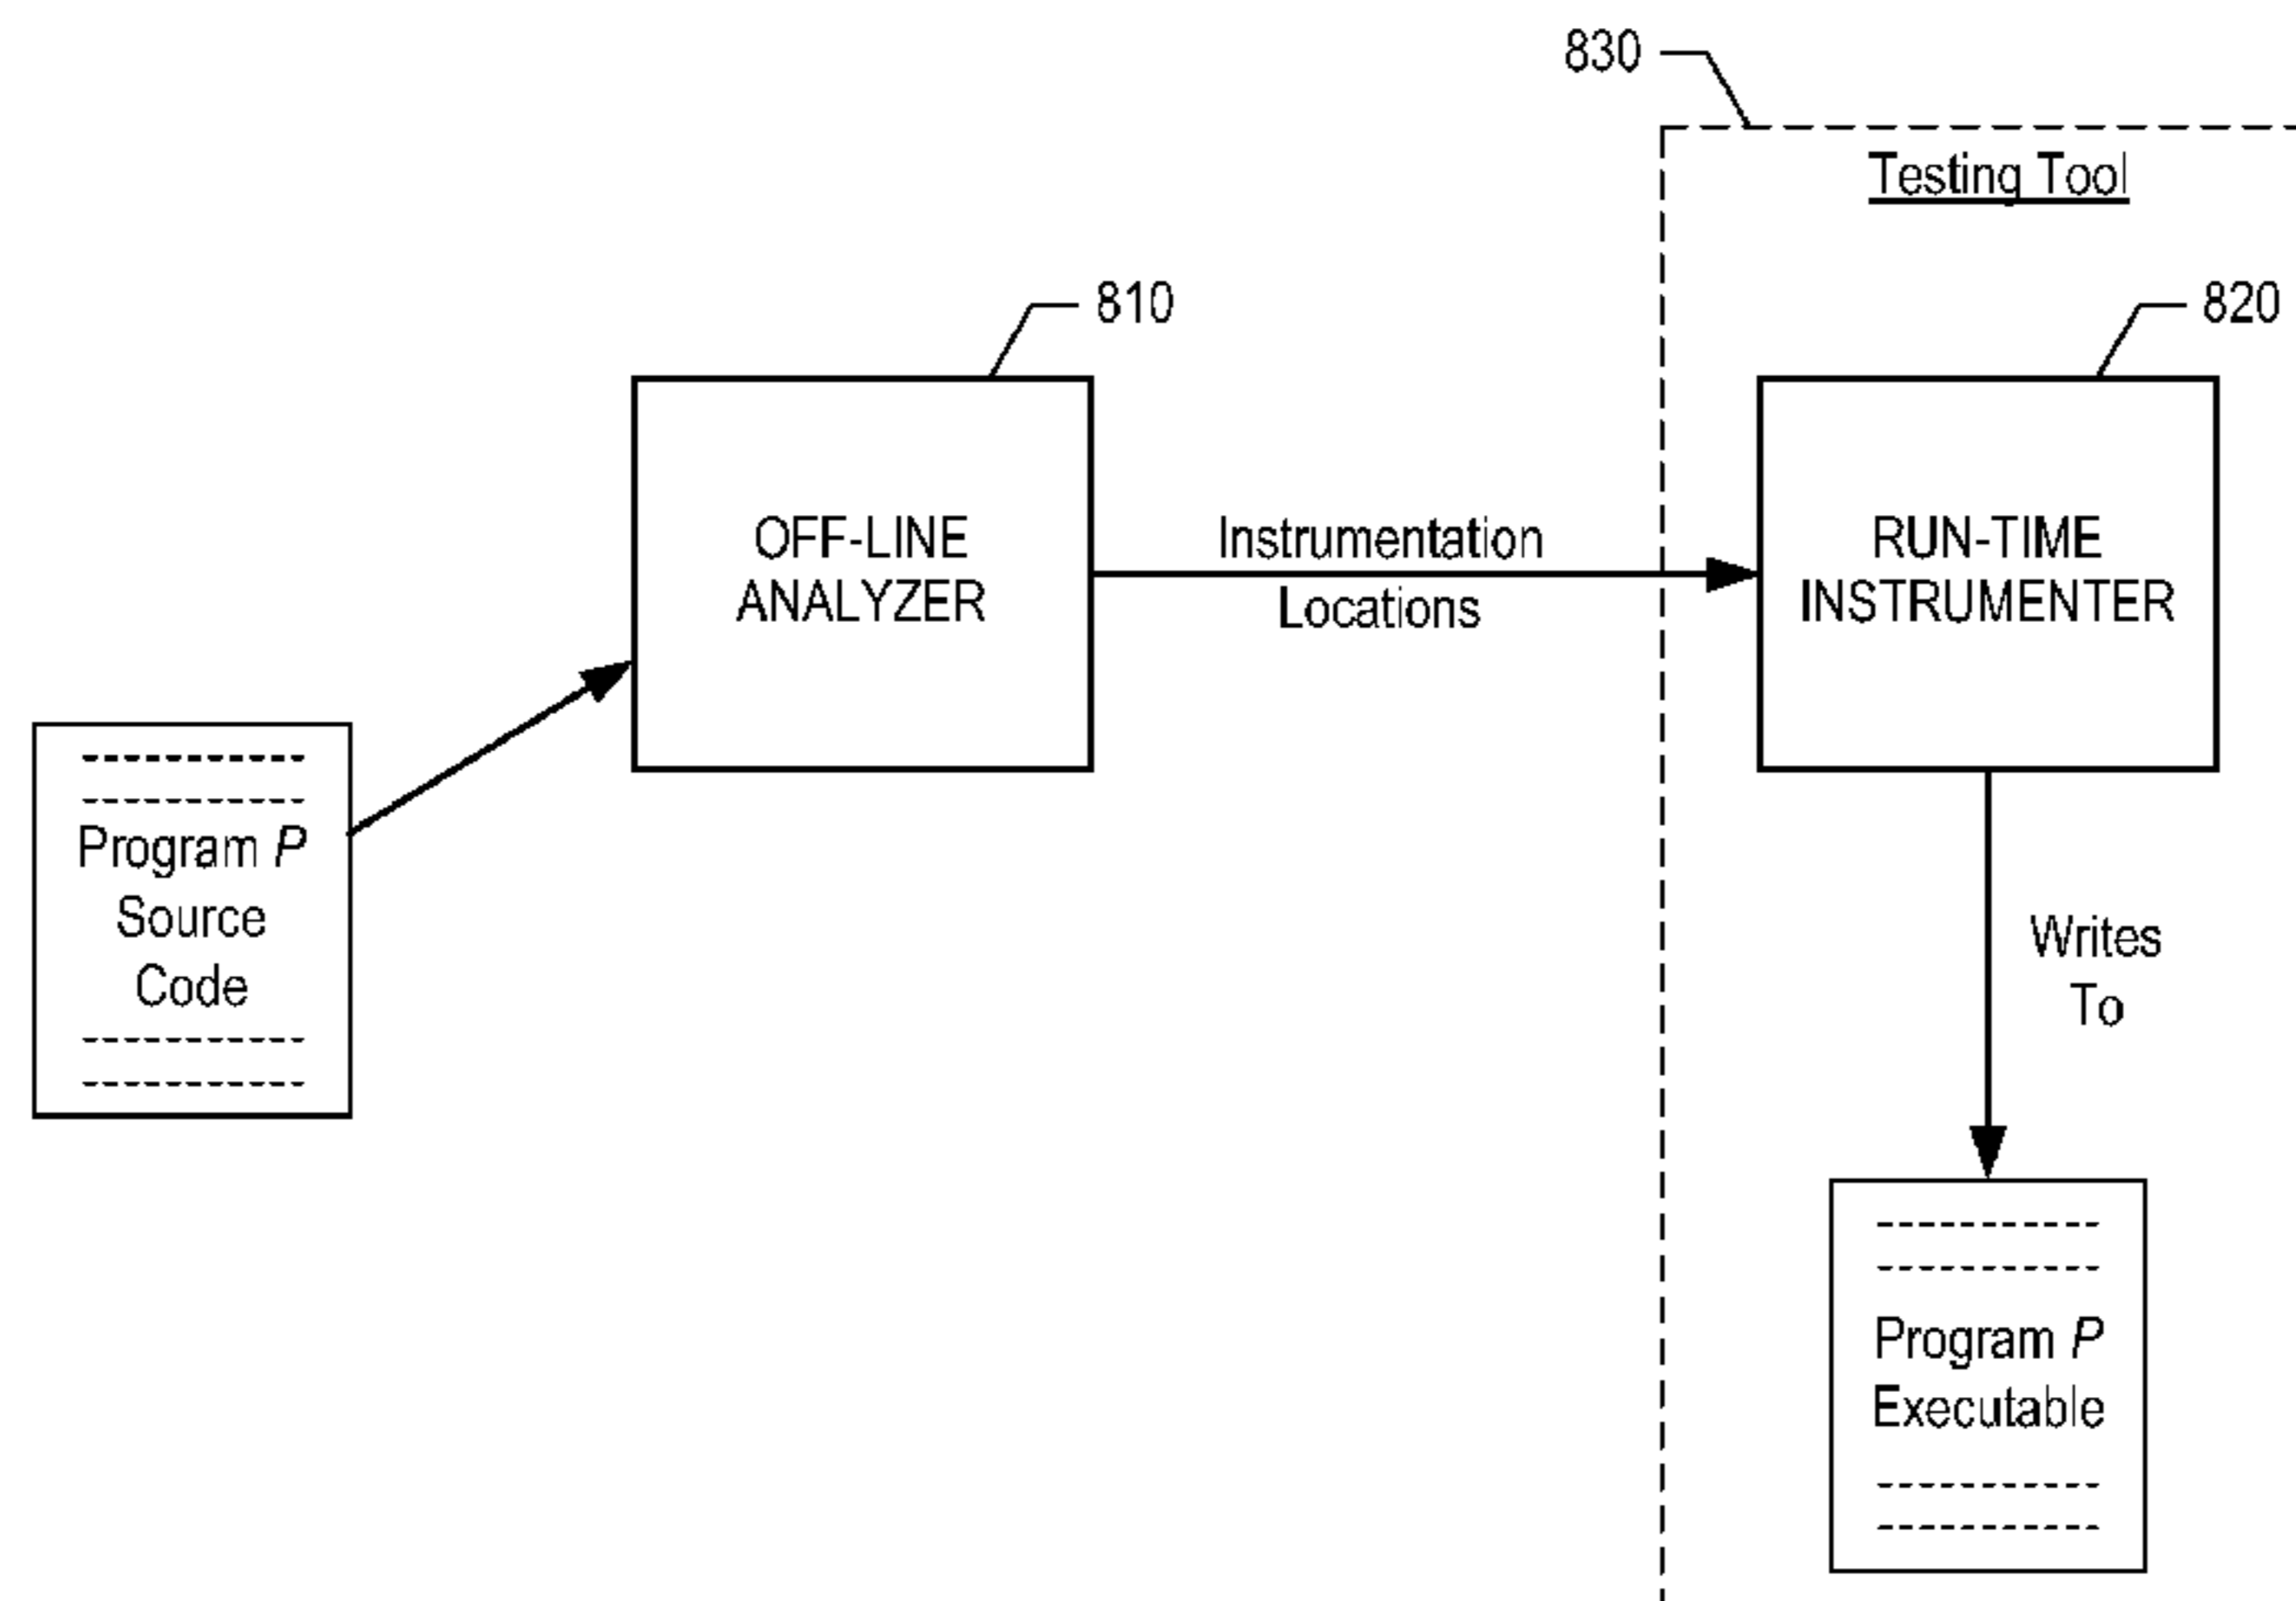 830
Testing Tool
810
820
OFF-LINE
ANALYZER
Instrumentation
Locations
RUN-TIME
INSTRUMENTER
Program P
Source
Code
Writes
To
Program P
Executable